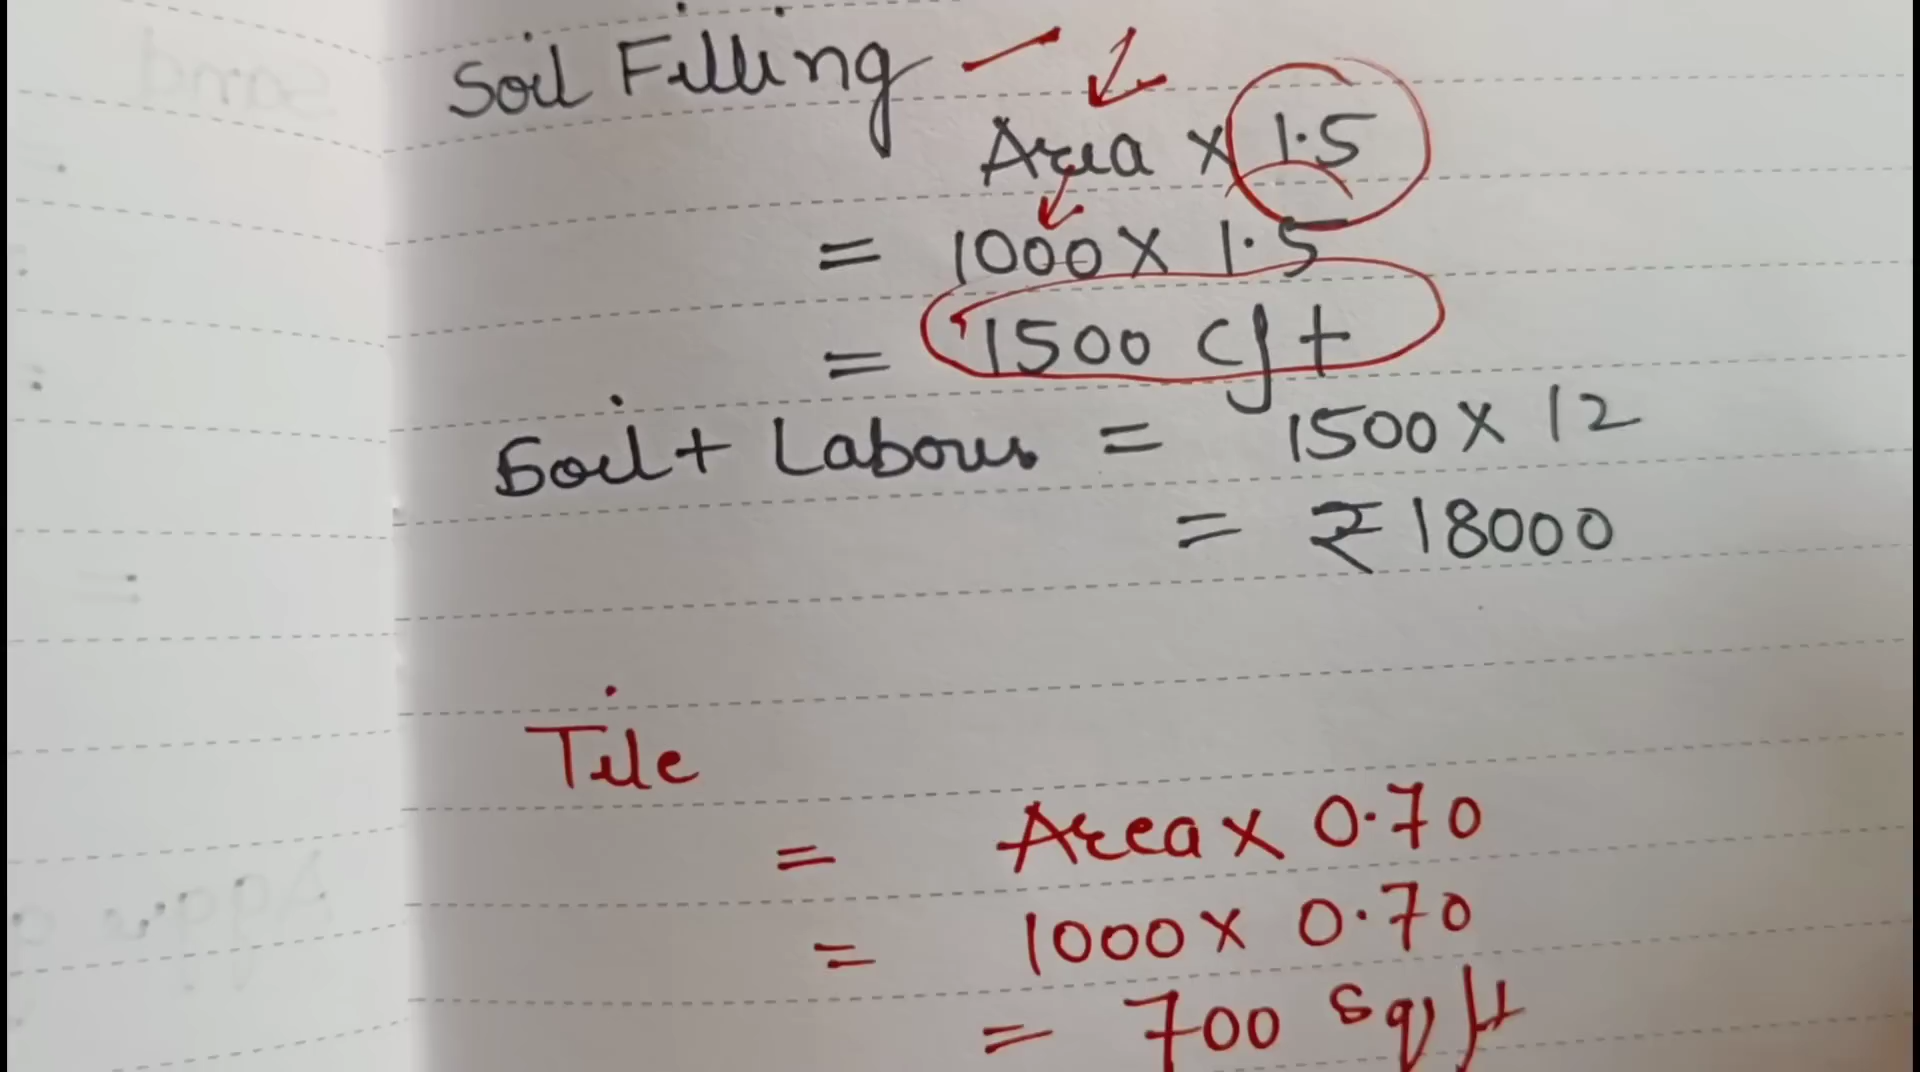 Soil Filling
Area × 1.5
= 1000 × 1.5
= 1500 cft
Soil + Labour = 1500 × 12
= ₹ 18000
Tile
= Area × 0.70
= 1000 × 0.70
= 700 sqft